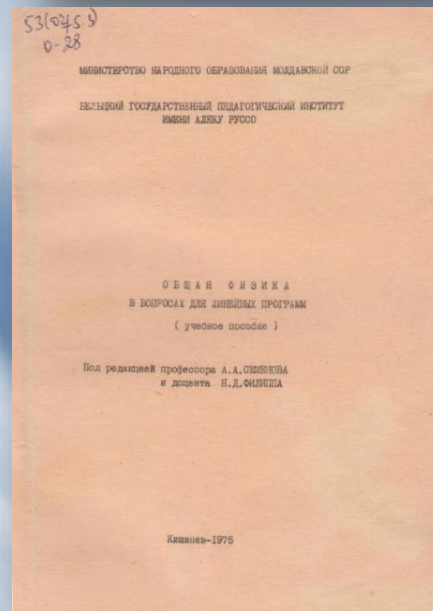 53(075.3)
О-28
МИНИСТЕРСТВО НАРОДНОГО ОБРАЗОВАНИЯ МОЛДАВСКОЙ ССР
БЕЛЬЦКИЙ ГОСУДАРСТВЕННЫЙ ПЕДАГОГИЧЕСКИЙ ИНСТИТУТ
ИМЕНИ АЛЕКУ РУССО
ОБЩАЯ ФИЗИКА
В ВОПРОСАХ ДЛЯ ЛИНЕЙНЫХ ПРОГРАММ
( учебное пособие )
Под редакцией профессора А.А.СЕМЕНОВА
и доцента Н.Д.ФИЛИППА
Кишинев-1975